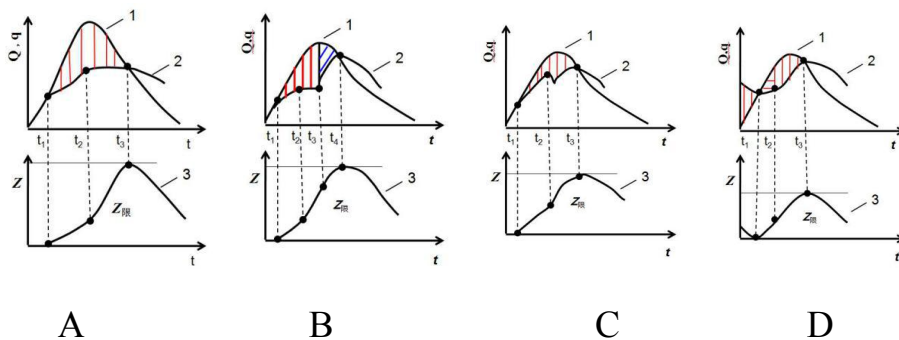 Q . q
1
2
t₁
t₂
t₃
t
Z
3
Z限
t
A
Q.q
1
2
t₁
t₂
t₃
t₄
t
Z
3
Z限
t
B
Q.q
1
2
t₁
t₂
t₃
t
Z
3
Z限
t
C
Q.q
1
2
t₁
t₂
t₃
t
Z
3
Z限
t
D